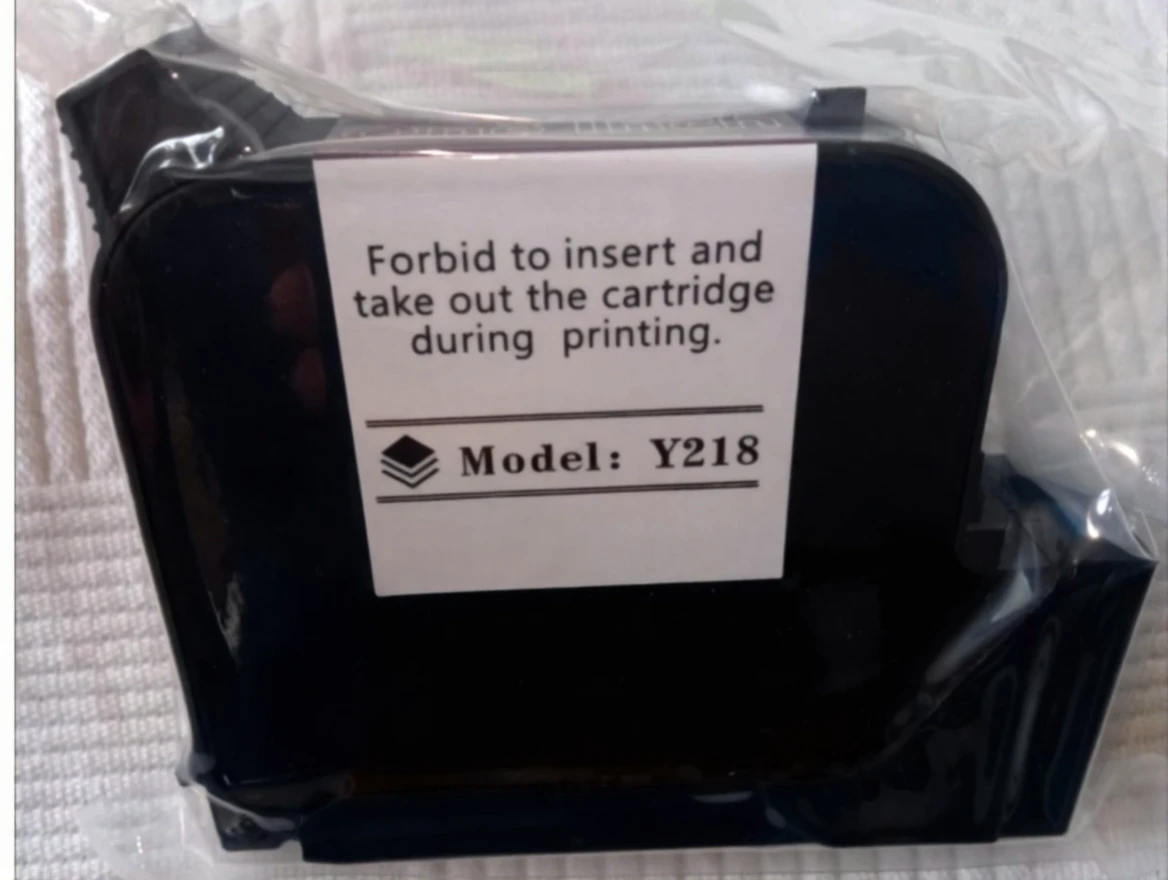 Forbid to insert and
take out the cartridge
during printing.
Model: Y218